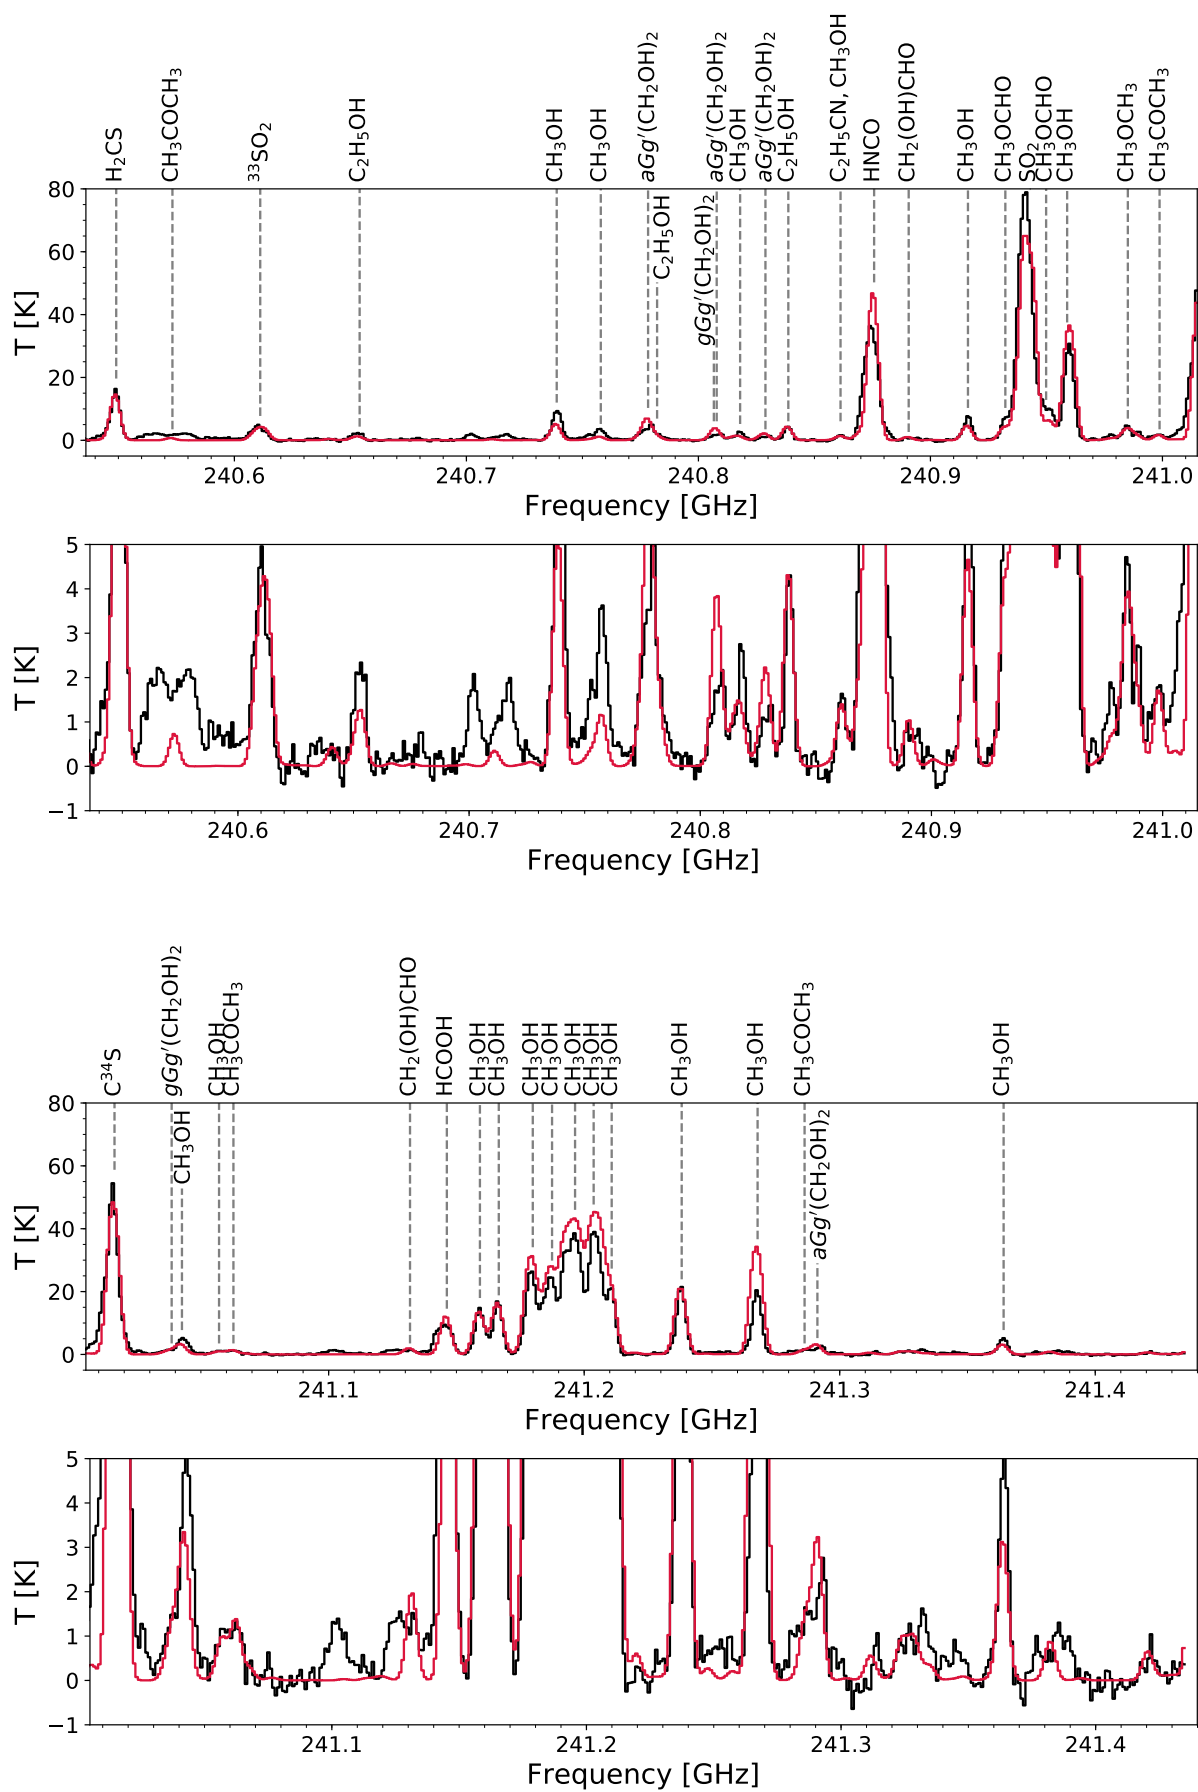 H₂CS
CH₃COCH₃
³³SO₂
C₂H₅OH
CH₃OH
CH₃OH
aGg′(CH₂OH)₂
C₂H₅OH
gGg′(CH₂OH)₂
aGg′(CH₂OH)₂
CH₃OH
aGg′(CH₂OH)₂
C₂H₅OH
C₂H₅CN, CH₃OH
HNCO
CH₂(OH)CHO
CH₃OH
CH₃OCHO
SO₂
CH₃OCHO
CH₃OH
CH₃OCH₃
CH₃COCH₃
T [K]
80
60
40
20
0
240.6 240.7 240.8 240.9 241.0
Frequency [GHz]
T [K]
5
4
3
2
1
0
−1
240.6 240.7 240.8 240.9 241.0
Frequency [GHz]
C³⁴S
gGg′(CH₂OH)₂
CH₃OH
CH₃OH
CH₃COCH₃
CH₂(OH)CHO
HCOOH
CH₃OH
CH₃OH
CH₃OH
CH₃OH
CH₃OH
CH₃OH
CH₃OH
CH₃OH
CH₃OH
CH₃COCH₃
aGg′(CH₂OH)₂
CH₃OH
T [K]
80
60
40
20
0
241.1 241.2 241.3 241.4
Frequency [GHz]
T [K]
5
4
3
2
1
0
−1
241.1 241.2 241.3 241.4
Frequency [GHz]